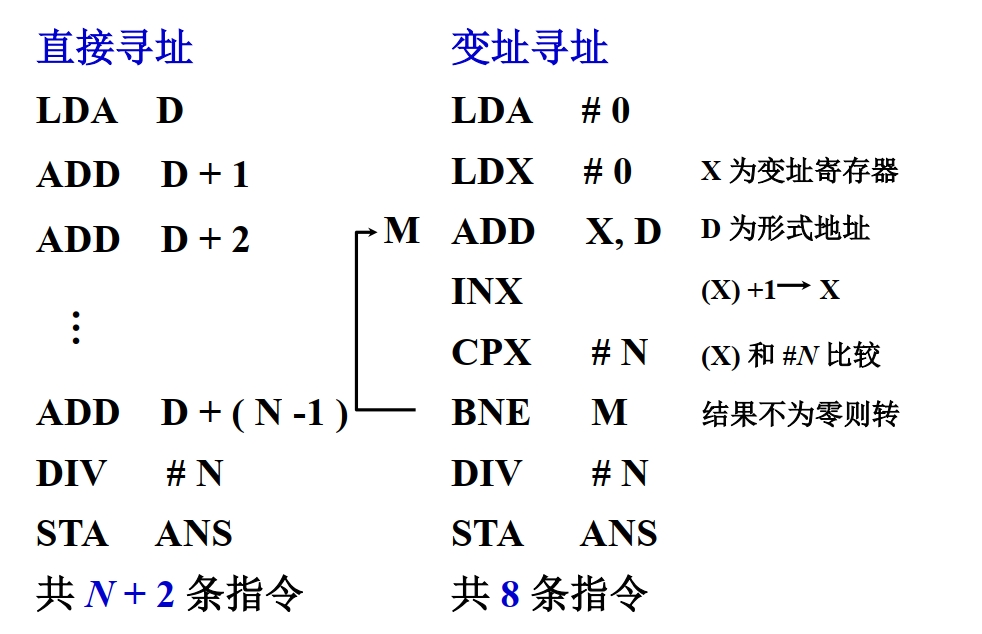 直接寻址
LDA D
ADD D + 1
ADD D + 2
⋮
ADD D + ( N -1 )
DIV # N
STA ANS
共 N + 2 条指令
变址寻址
LDA # 0
LDX # 0 X 为变址寄存器
M ADD X, D D 为形式地址
INX (X) +1→ X
CPX # N (X) 和 #N 比较
BNE M 结果不为零则转
DIV # N
STA ANS
共 8 条指令